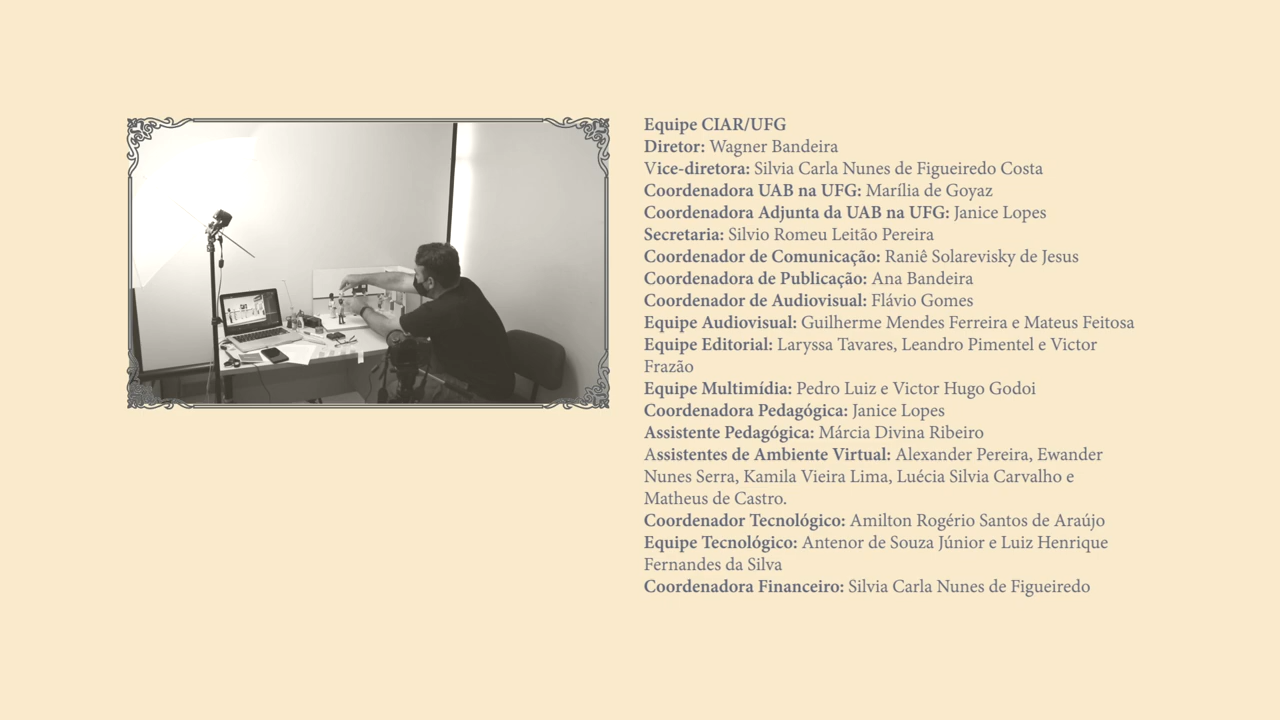 Equipe CIAR/UFG
Diretor: Wagner Bandeira
Vice-diretora: Silvia Carla Nunes de Figueiredo Costa
Coordenadora UAB na UFG: Marília de Goyaz
Coordenadora Adjunta da UAB na UFG: Janice Lopes
Secretaria: Silvio Romeu Leitão Pereira
Coordenador de Comunicação: Raniê Solarevisky de Jesus
Coordenadora de Publicação: Ana Bandeira
Coordenador de Audiovisual: Flávio Gomes
Equipe Audiovisual: Guilherme Mendes Ferreira e Mateus Feitosa
Equipe Editorial: Laryssa Tavares, Leandro Pimentel e Victor
Frazão
Equipe Multimídia: Pedro Luiz e Victor Hugo Godoi
Coordenadora Pedagógica: Janice Lopes
Assistente Pedagógica: Márcia Divina Ribeiro
Assistentes de Ambiente Virtual: Alexander Pereira, Ewander
Nunes Serra, Kamila Vieira Lima, Luécia Silvia Carvalho e
Matheus de Castro.
Coordenador Tecnológico: Amilton Rogério Santos de Araújo
Equipe Tecnológico: Antenor de Souza Júnior e Luiz Henrique
Fernandes da Silva
Coordenadora Financeiro: Silvia Carla Nunes de Figueiredo